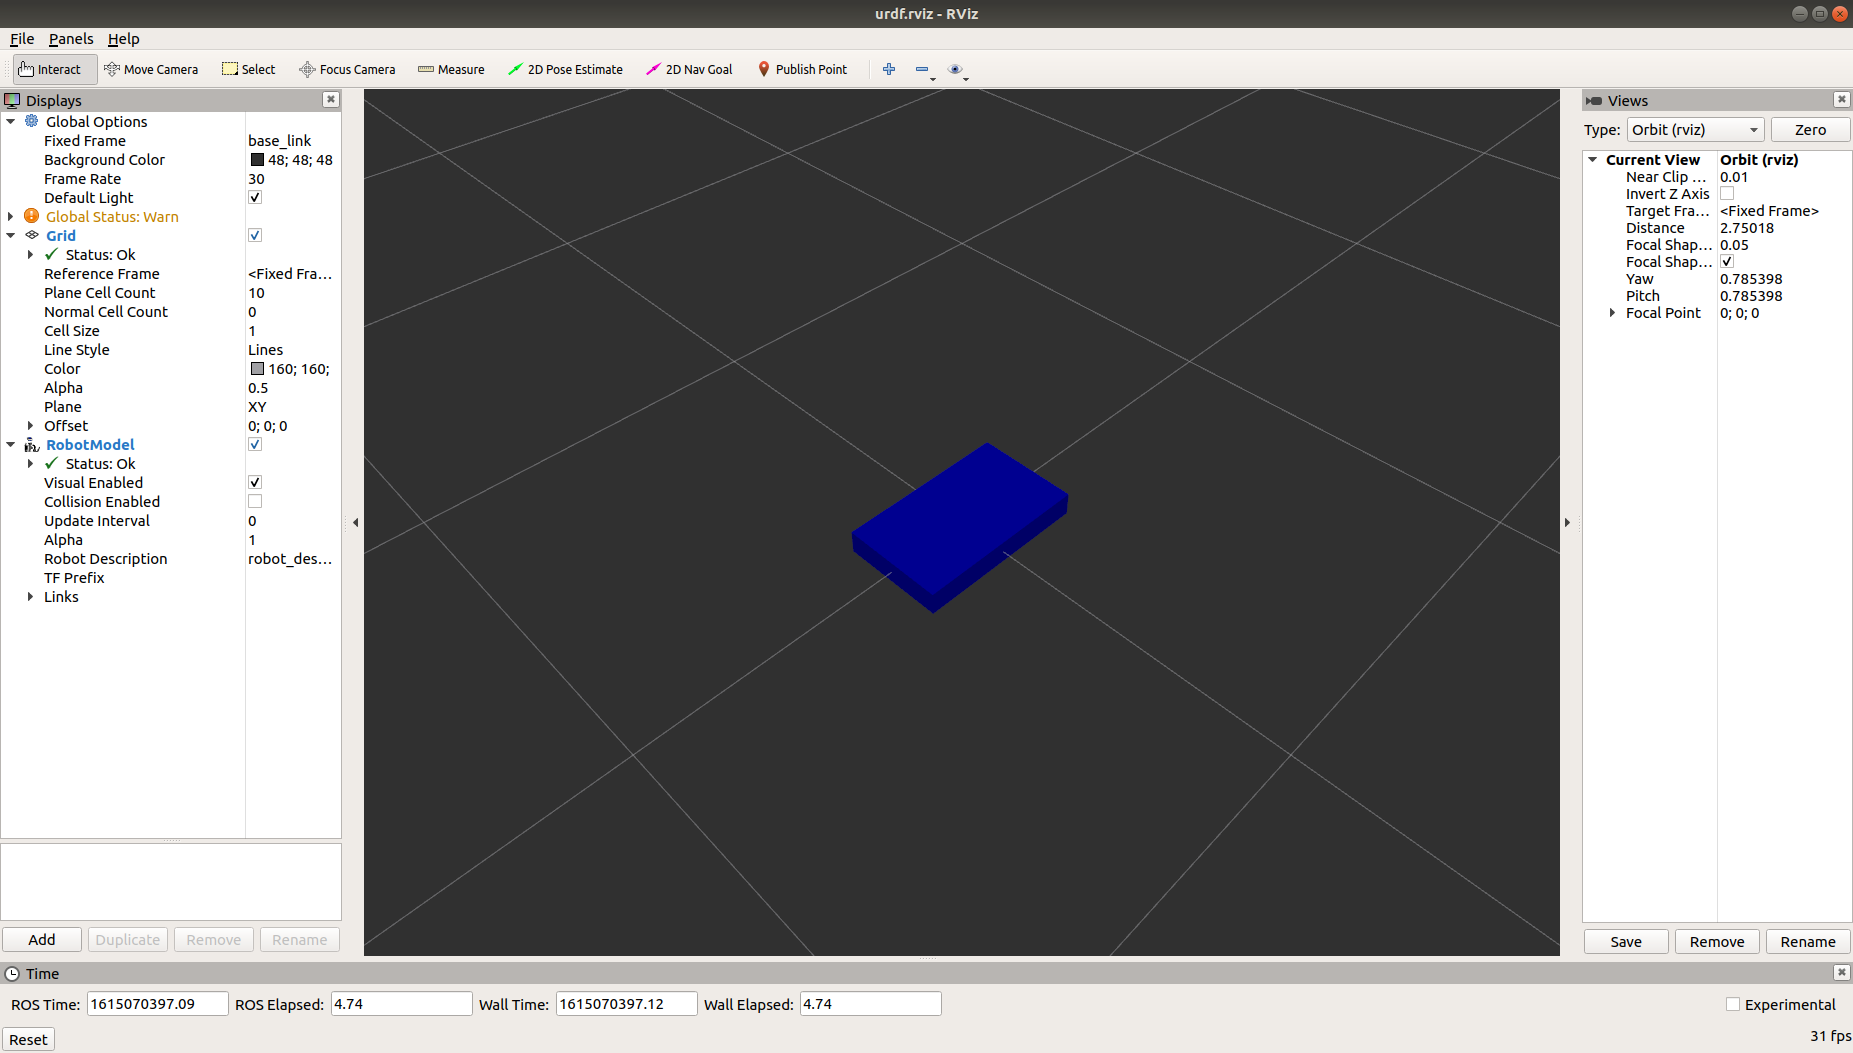 urdf.rviz - RViz
File Panels Help
Interact Move Camera Select Focus Camera Measure 2D Pose Estimate 2D Nav Goal Publish Point
Displays
Global Options
Fixed Frame base_link
Background Color 48; 48; 48
Frame Rate 30
Default Light
Global Status: Warn
Grid
Status: Ok
Reference Frame <Fixed Fra...
Plane Cell Count 10
Normal Cell Count 0
Cell Size 1
Line Style Lines
Color 160; 160;
Alpha 0.5
Plane XY
Offset 0; 0; 0
RobotModel
Status: Ok
Visual Enabled
Collision Enabled
Update Interval 0
Alpha 1
Robot Description robot_des...
TF Prefix
Links
Add Duplicate Remove Rename
Views
Type: Orbit (rviz) Zero
Current View Orbit (rviz)
Near Clip ... 0.01
Invert Z Axis
Target Fra... <Fixed Frame>
Distance 2.75018
Focal Shap... 0.05
Focal Shap...
Yaw 0.785398
Pitch 0.785398
Focal Point 0; 0; 0
Save Remove Rename
Time
ROS Time: 1615070397.09 ROS Elapsed: 4.74 Wall Time: 1615070397.12 Wall Elapsed: 4.74 Experimental
Reset 31 fps